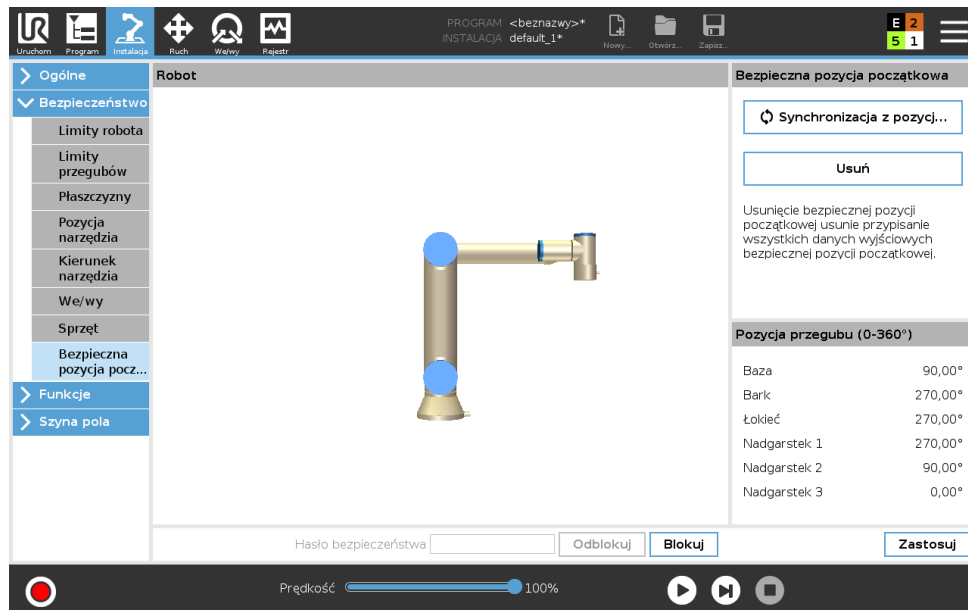 UR
Uruchom
Program
Instalacja
Ruch
We/wy
Rejestr
PROGRAM <beznazwy>*
INSTALACJA default_1*
Nowy...
Otwórz...
Zapisz...
E 2
5 1
Ogólne
Bezpieczeństwo
Limity robota
Limity
przegubów
Płaszczyzny
Pozycja
narzędzia
Kierunek
narzędzia
We/wy
Sprzęt
Bezpieczna
pozycja pocz...
Funkcje
Szyna pola
Robot
Bezpieczna pozycja początkowa
Synchronizacja z pozycj...
Usuń
Usunięcie bezpiecznej pozycji
początkowej usunie przypisanie
wszystkich danych wyjściowych
bezpiecznej pozycji początkowej.
Pozycja przegubu (0-360°)
Baza 90,00°
Bark 270,00°
Łokieć 270,00°
Nadgarstek 1 270,00°
Nadgarstek 2 90,00°
Nadgarstek 3 0,00°
Hasło bezpieczeństwa
Odblokuj
Blokuj
Zastosuj
Prędkość 100%